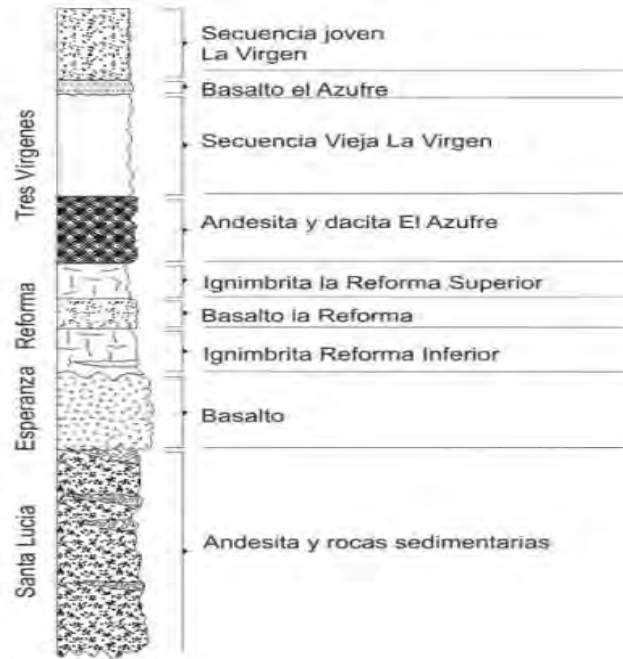 Secuencia joven
La Virgen
Basalto el Azufre
Secuencia Vieja La Virgen
Andesita y dacita El Azufre
Tres Vírgenes
Ignimbrita la Reforma Superior
Basalto la Reforma
Ignimbrita Reforma Inferior
Reforma
Basalto
Esperanza
Andesita y rocas sedimentarias
Santa Lucia